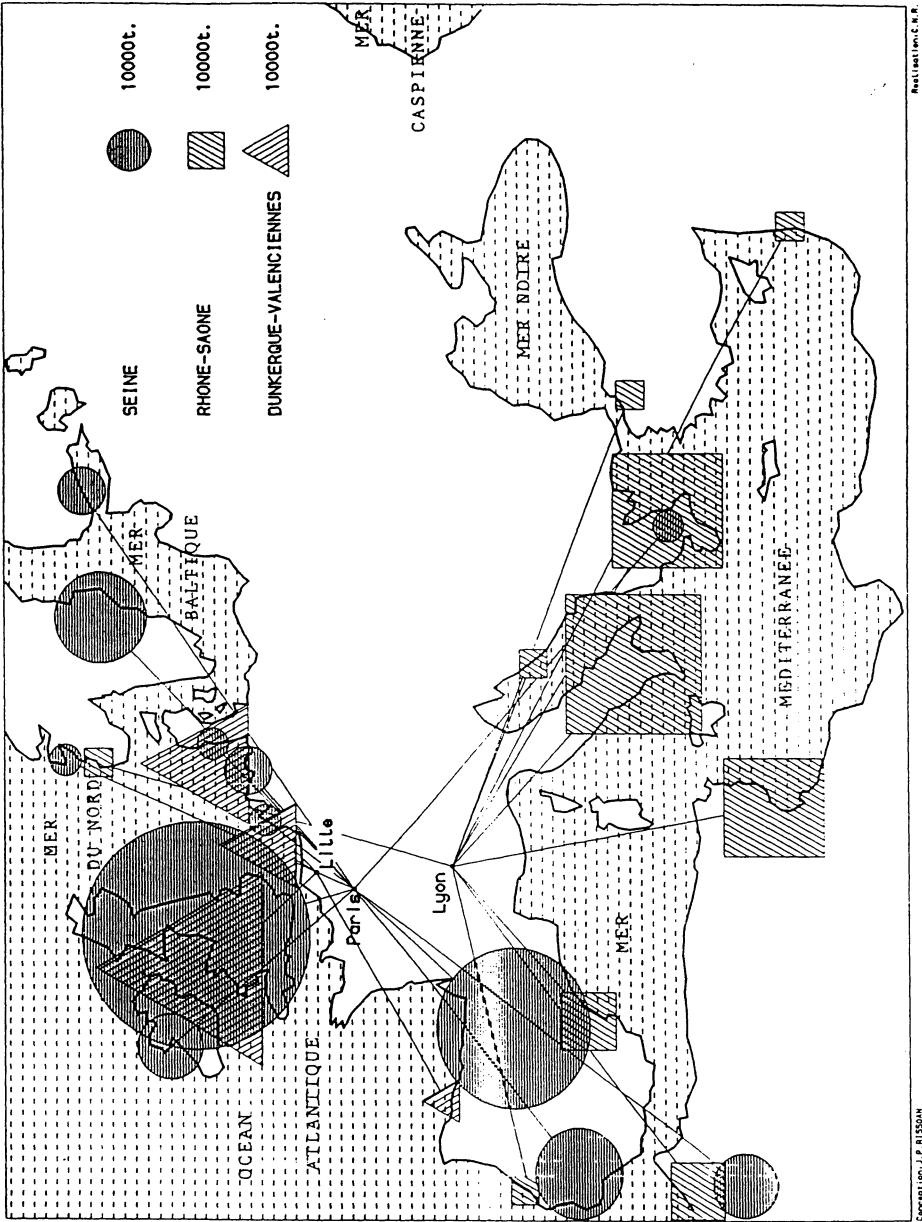 MER
CASPIENNE
10000t.
10000t.
10000t.
SEINE
RHONE-SAONE
DUNKERQUE-VALENCIENNES
MER NOIRE
MER
BALTIQUE
MER
DU NORD
MEDITERRANEE
Lille
Paris
Lyon
MER
OCEAN
ATLANTIQUE
Realisation:C.N.R.
Conception:J.P.RISSOAN